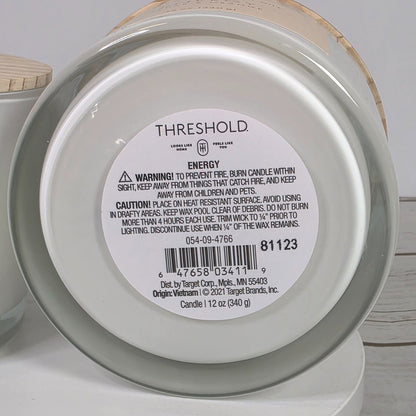 THRESHOLD.
LOOKS LIKE HOME FEELS LIKE YOU
ENERGY
⚠ WARNING! TO PREVENT FIRE, BURN CANDLE WITHIN
SIGHT, KEEP AWAY FROM THINGS THAT CATCH FIRE, AND KEEP
AWAY FROM CHILDREN AND PETS.
CAUTION! PLACE ON HEAT RESISTANT SURFACE. AVOID USING
IN DRAFTY AREAS. KEEP WAX POOL CLEAR OF DEBRIS. DO NOT BURN
MORE THAN 4 HOURS EACH USE. TRIM WICK TO ¼" PRIOR TO
LIGHTING. DISCONTINUE USE WHEN ¼" OF THE WAX REMAINS.
054-09-4766
81123
6 47658 03411 9
Dist. by Target Corp., Mpls., MN 55403
Origin: Vietnam | © 2021 Target Brands, Inc.
Candle | 12 oz (340 g)